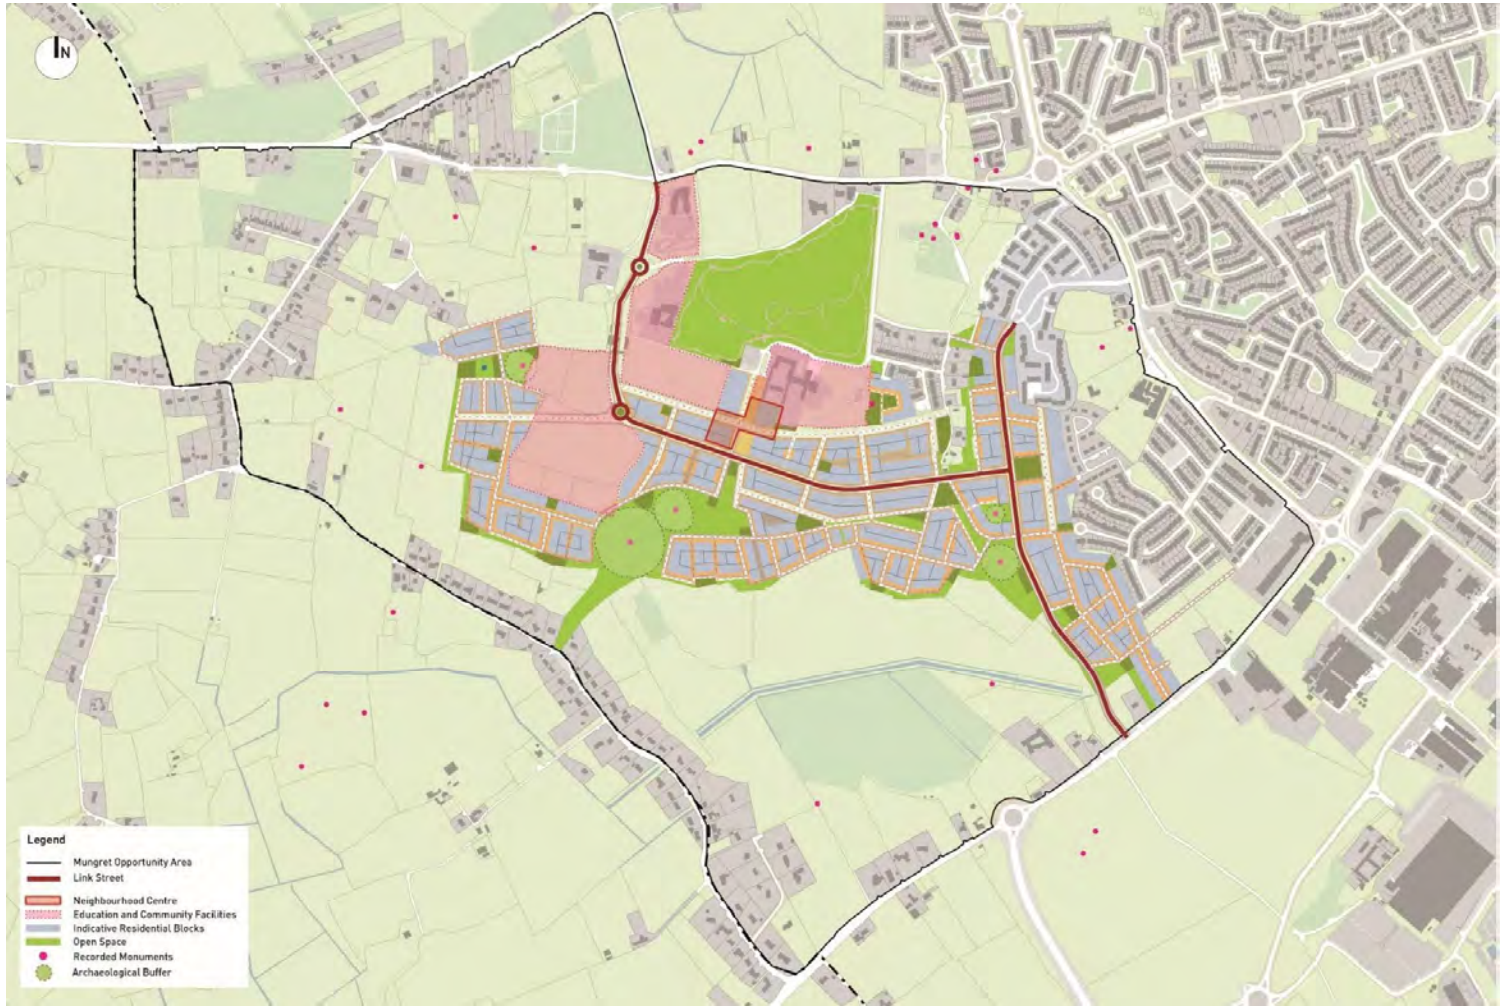 N
Legend
Mungret Opportunity Area
Link Street
Neighbourhood Centre
Education and Community Facilities
Indicative Residential Blocks
Open Space
Recorded Monuments
Archaeological Buffer